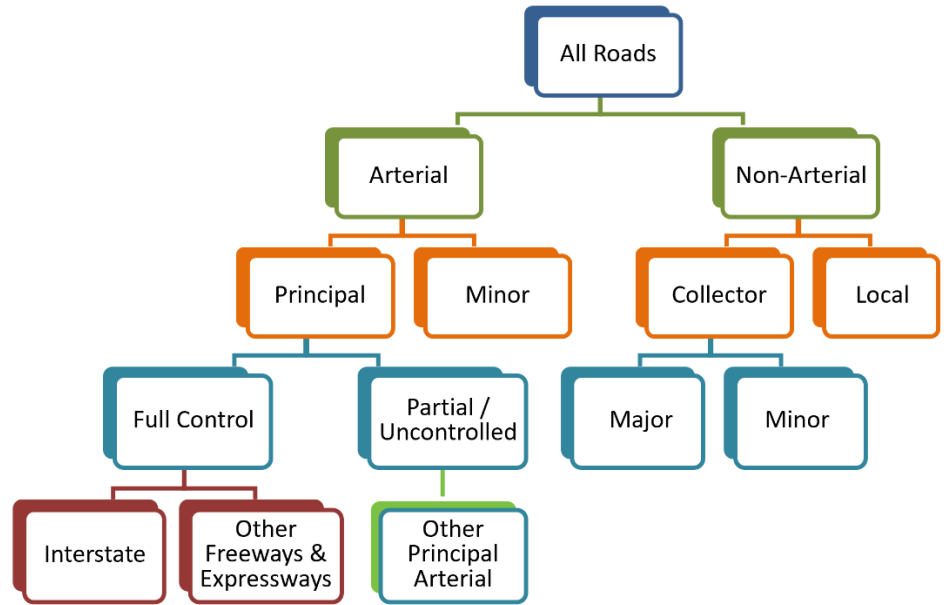 All Roads
Arterial
Non-Arterial
Principal
Minor
Collector
Local
Full Control
Partial /
Uncontrolled
Major
Minor
Interstate
Other
Freeways &
Expressways
Other
Principal
Arterial